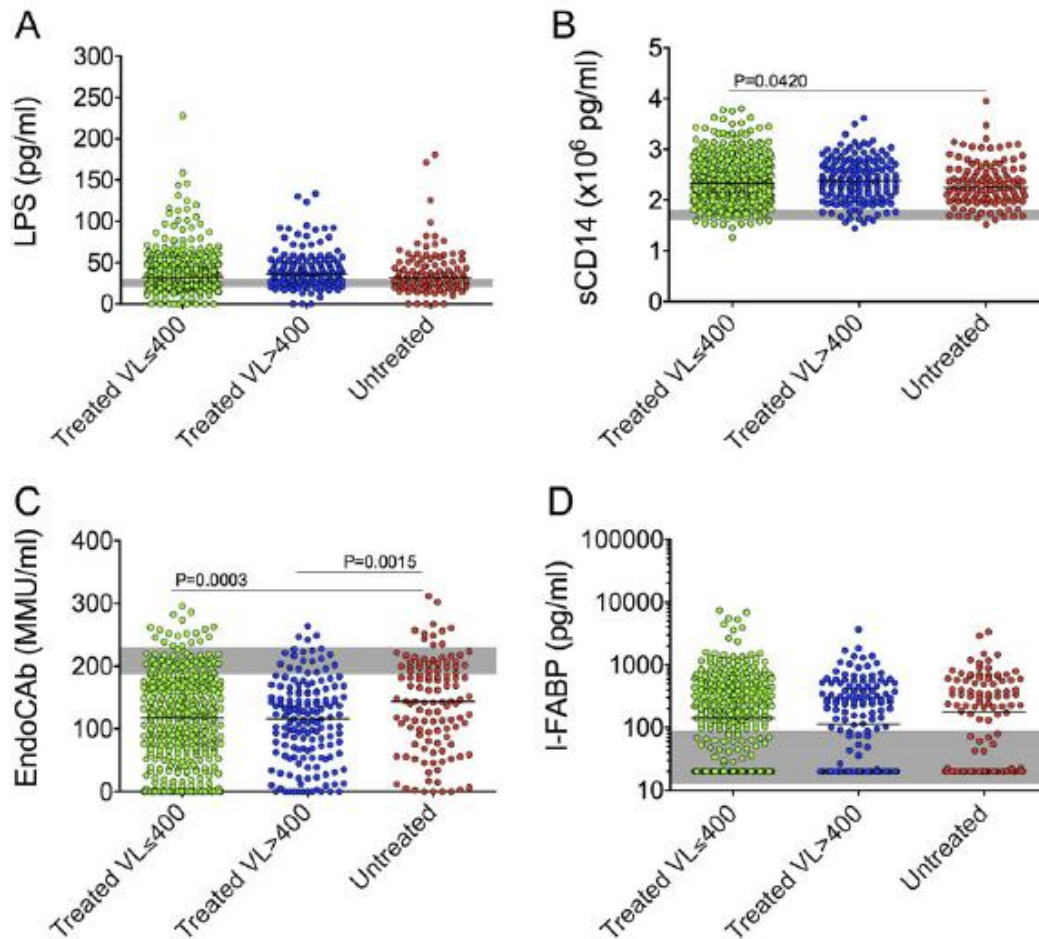 A
LPS (pg/ml)
300
250
200
150
100
50
0
Treated VL≤400
Treated VL>400
Untreated
B
sCD14 (x10⁶ pg/ml)
5
4
3
2
1
0
P=0.0420
Treated VL≤400
Treated VL>400
Untreated
C
EndoCAb (MMU/ml)
400
300
200
100
0
P=0.0015
P=0.0003
Treated VL≤400
Treated VL>400
Untreated
D
I-FABP (pg/ml)
100000
10000
1000
100
10
Treated VL≤400
Treated VL>400
Untreated